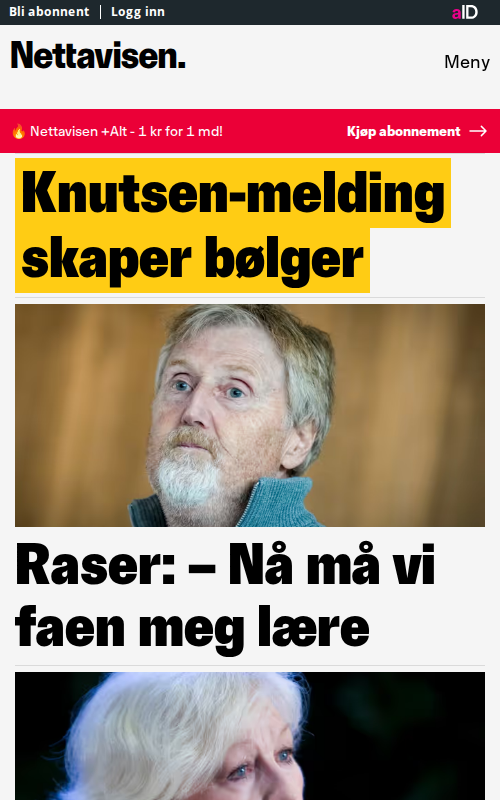 Bli abonnent | Logg inn
aID
Nettavisen.
Meny
🔥 Nettavisen +Alt - 1 kr for 1 md!
Kjøp abonnement →
Knutsen-melding
skaper bølger
Raser: – Nå må vi
faen meg lære